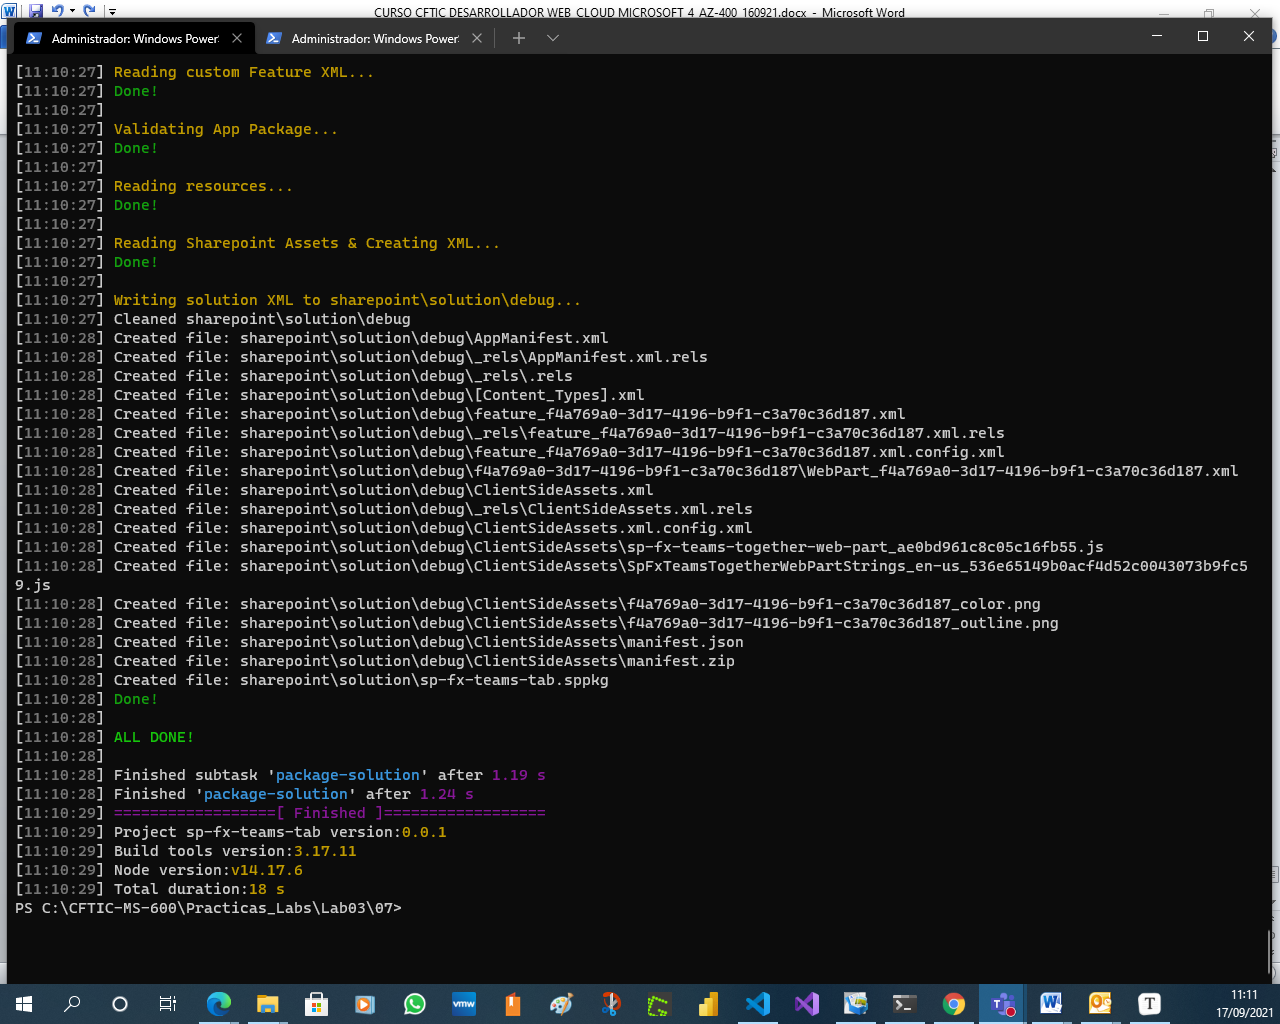 CURSO CFTIC DESARROLLADOR WEB CLOUD MICROSOFT 4 AZ-400_160921.docx - Microsoft Word
Administrador: Windows PowerS
Administrador: Windows PowerS
[11:10:27] Reading custom Feature XML...
[11:10:27] Done!
[11:10:27]
[11:10:27] Validating App Package...
[11:10:27] Done!
[11:10:27]
[11:10:27] Reading resources...
[11:10:27] Done!
[11:10:27]
[11:10:27] Reading Sharepoint Assets & Creating XML...
[11:10:27] Done!
[11:10:27]
[11:10:27] Writing solution XML to sharepoint\solution\debug...
[11:10:27] Cleaned sharepoint\solution\debug
[11:10:28] Created file: sharepoint\solution\debug\AppManifest.xml
[11:10:28] Created file: sharepoint\solution\debug\_rels\AppManifest.xml.rels
[11:10:28] Created file: sharepoint\solution\debug\_rels\.rels
[11:10:28] Created file: sharepoint\solution\debug\[Content_Types].xml
[11:10:28] Created file: sharepoint\solution\debug\feature_f4a769a0-3d17-4196-b9f1-c3a70c36d187.xml
[11:10:28] Created file: sharepoint\solution\debug\_rels\feature_f4a769a0-3d17-4196-b9f1-c3a70c36d187.xml.rels
[11:10:28] Created file: sharepoint\solution\debug\feature_f4a769a0-3d17-4196-b9f1-c3a70c36d187.xml.config.xml
[11:10:28] Created file: sharepoint\solution\debug\f4a769a0-3d17-4196-b9f1-c3a70c36d187\WebPart_f4a769a0-3d17-4196-b9f1-c3a70c36d187.xml
[11:10:28] Created file: sharepoint\solution\debug\ClientSideAssets.xml
[11:10:28] Created file: sharepoint\solution\debug\_rels\ClientSideAssets.xml.rels
[11:10:28] Created file: sharepoint\solution\debug\ClientSideAssets.xml.config.xml
[11:10:28] Created file: sharepoint\solution\debug\ClientSideAssets\sp-fx-teams-together-web-part_ae0bd961c8c05c16fb55.js
[11:10:28] Created file: sharepoint\solution\debug\ClientSideAssets\SpFxTeamsTogetherWebPartStrings_en-us_536e65149b0acf4d52c0043073b9fc5
9.js
[11:10:28] Created file: sharepoint\solution\debug\ClientSideAssets\f4a769a0-3d17-4196-b9f1-c3a70c36d187_color.png
[11:10:28] Created file: sharepoint\solution\debug\ClientSideAssets\f4a769a0-3d17-4196-b9f1-c3a70c36d187_outline.png
[11:10:28] Created file: sharepoint\solution\debug\ClientSideAssets\manifest.json
[11:10:28] Created file: sharepoint\solution\debug\ClientSideAssets\manifest.zip
[11:10:28] Created file: sharepoint\solution\sp-fx-teams-tab.sppkg
[11:10:28] Done!
[11:10:28]
[11:10:28] ALL DONE!
[11:10:28]
[11:10:28] Finished subtask 'package-solution' after 1.19 s
[11:10:28] Finished 'package-solution' after 1.24 s
[11:10:29] ==================[ Finished ]==================
[11:10:29] Project sp-fx-teams-tab version:0.0.1
[11:10:29] Build tools version:3.17.11
[11:10:29] Node version:v14.17.6
[11:10:29] Total duration:18 s
PS C:\CFTIC-MS-600\Practicas_Labs\Lab03\07>
vmw
11:11
17/09/2021